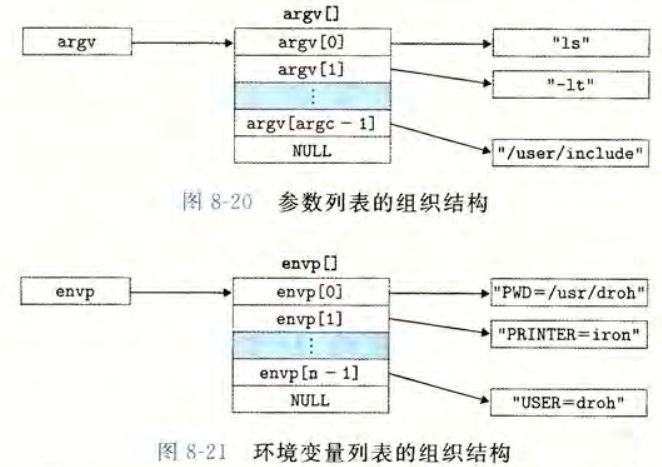 argv[]
argv
argv[0]
"ls"
argv[1]
"-lt"
⋮
argv[argc - 1]
NULL
"/user/include"
图 8-20 参数列表的组织结构
envp[]
envp
envp[0]
"PWD=/usr/droh"
envp[1]
"PRINTER=iron"
⋮
envp[n - 1]
NULL
"USER=droh"
图 8-21 环境变量列表的组织结构